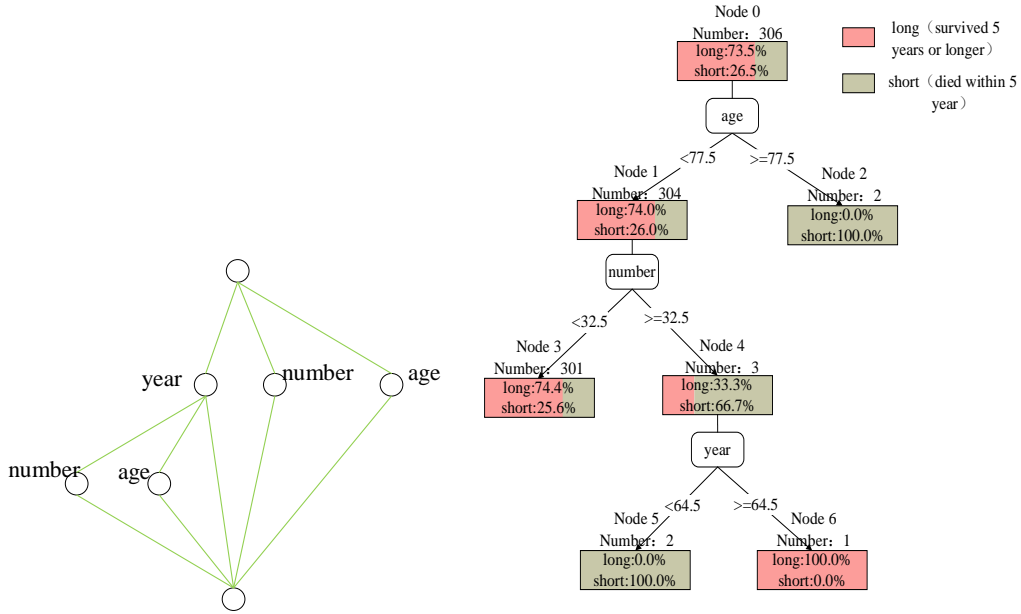 year
number
age
number
age
Node 0
Number：306
long:73.5%
short:26.5%
age
long（survived 5
years or longer）
short（died within 5
year）
<77.5
>=77.5
Node 1
Number：304
long:74.0%
short:26.0%
number
Node 2
Number：2
long:0.0%
short:100.0%
<32.5
>=32.5
Node 3
Number：301
long:74.4%
short:25.6%
Node 4
Number：3
long:33.3%
short:66.7%
year
<64.5
>=64.5
Node 5
Number：2
long:0.0%
short:100.0%
Node 6
Number：1
long:100.0%
short:0.0%